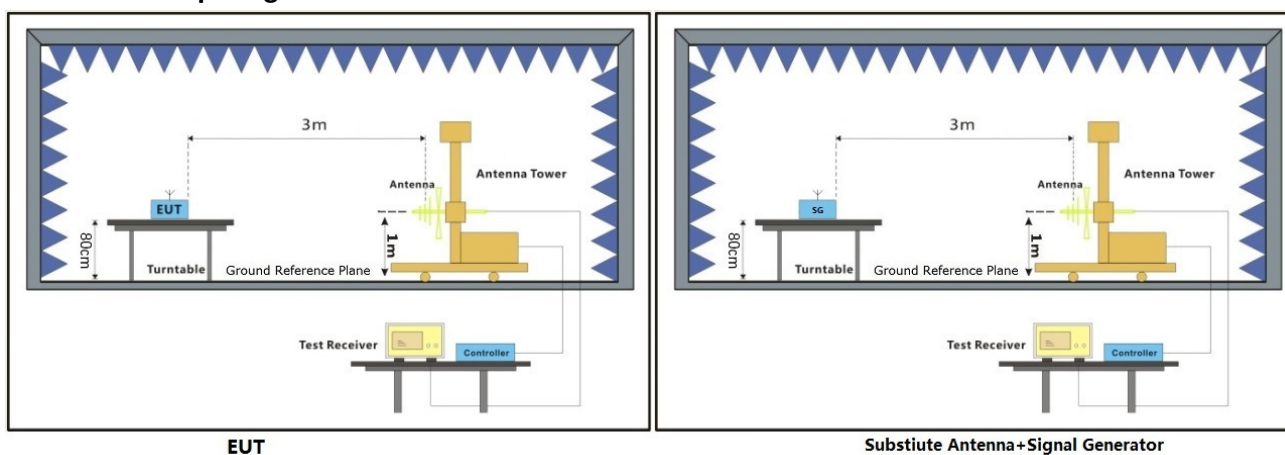 3m
Antenna
Antenna Tower
EUT
80cm
1m
Turntable
Ground Reference Plane
Test Receiver
Controller
EUT
3m
Antenna
Antenna Tower
SG
80cm
1m
Turntable
Ground Reference Plane
Test Receiver
Controller
Substiute Antenna+Signal Generator